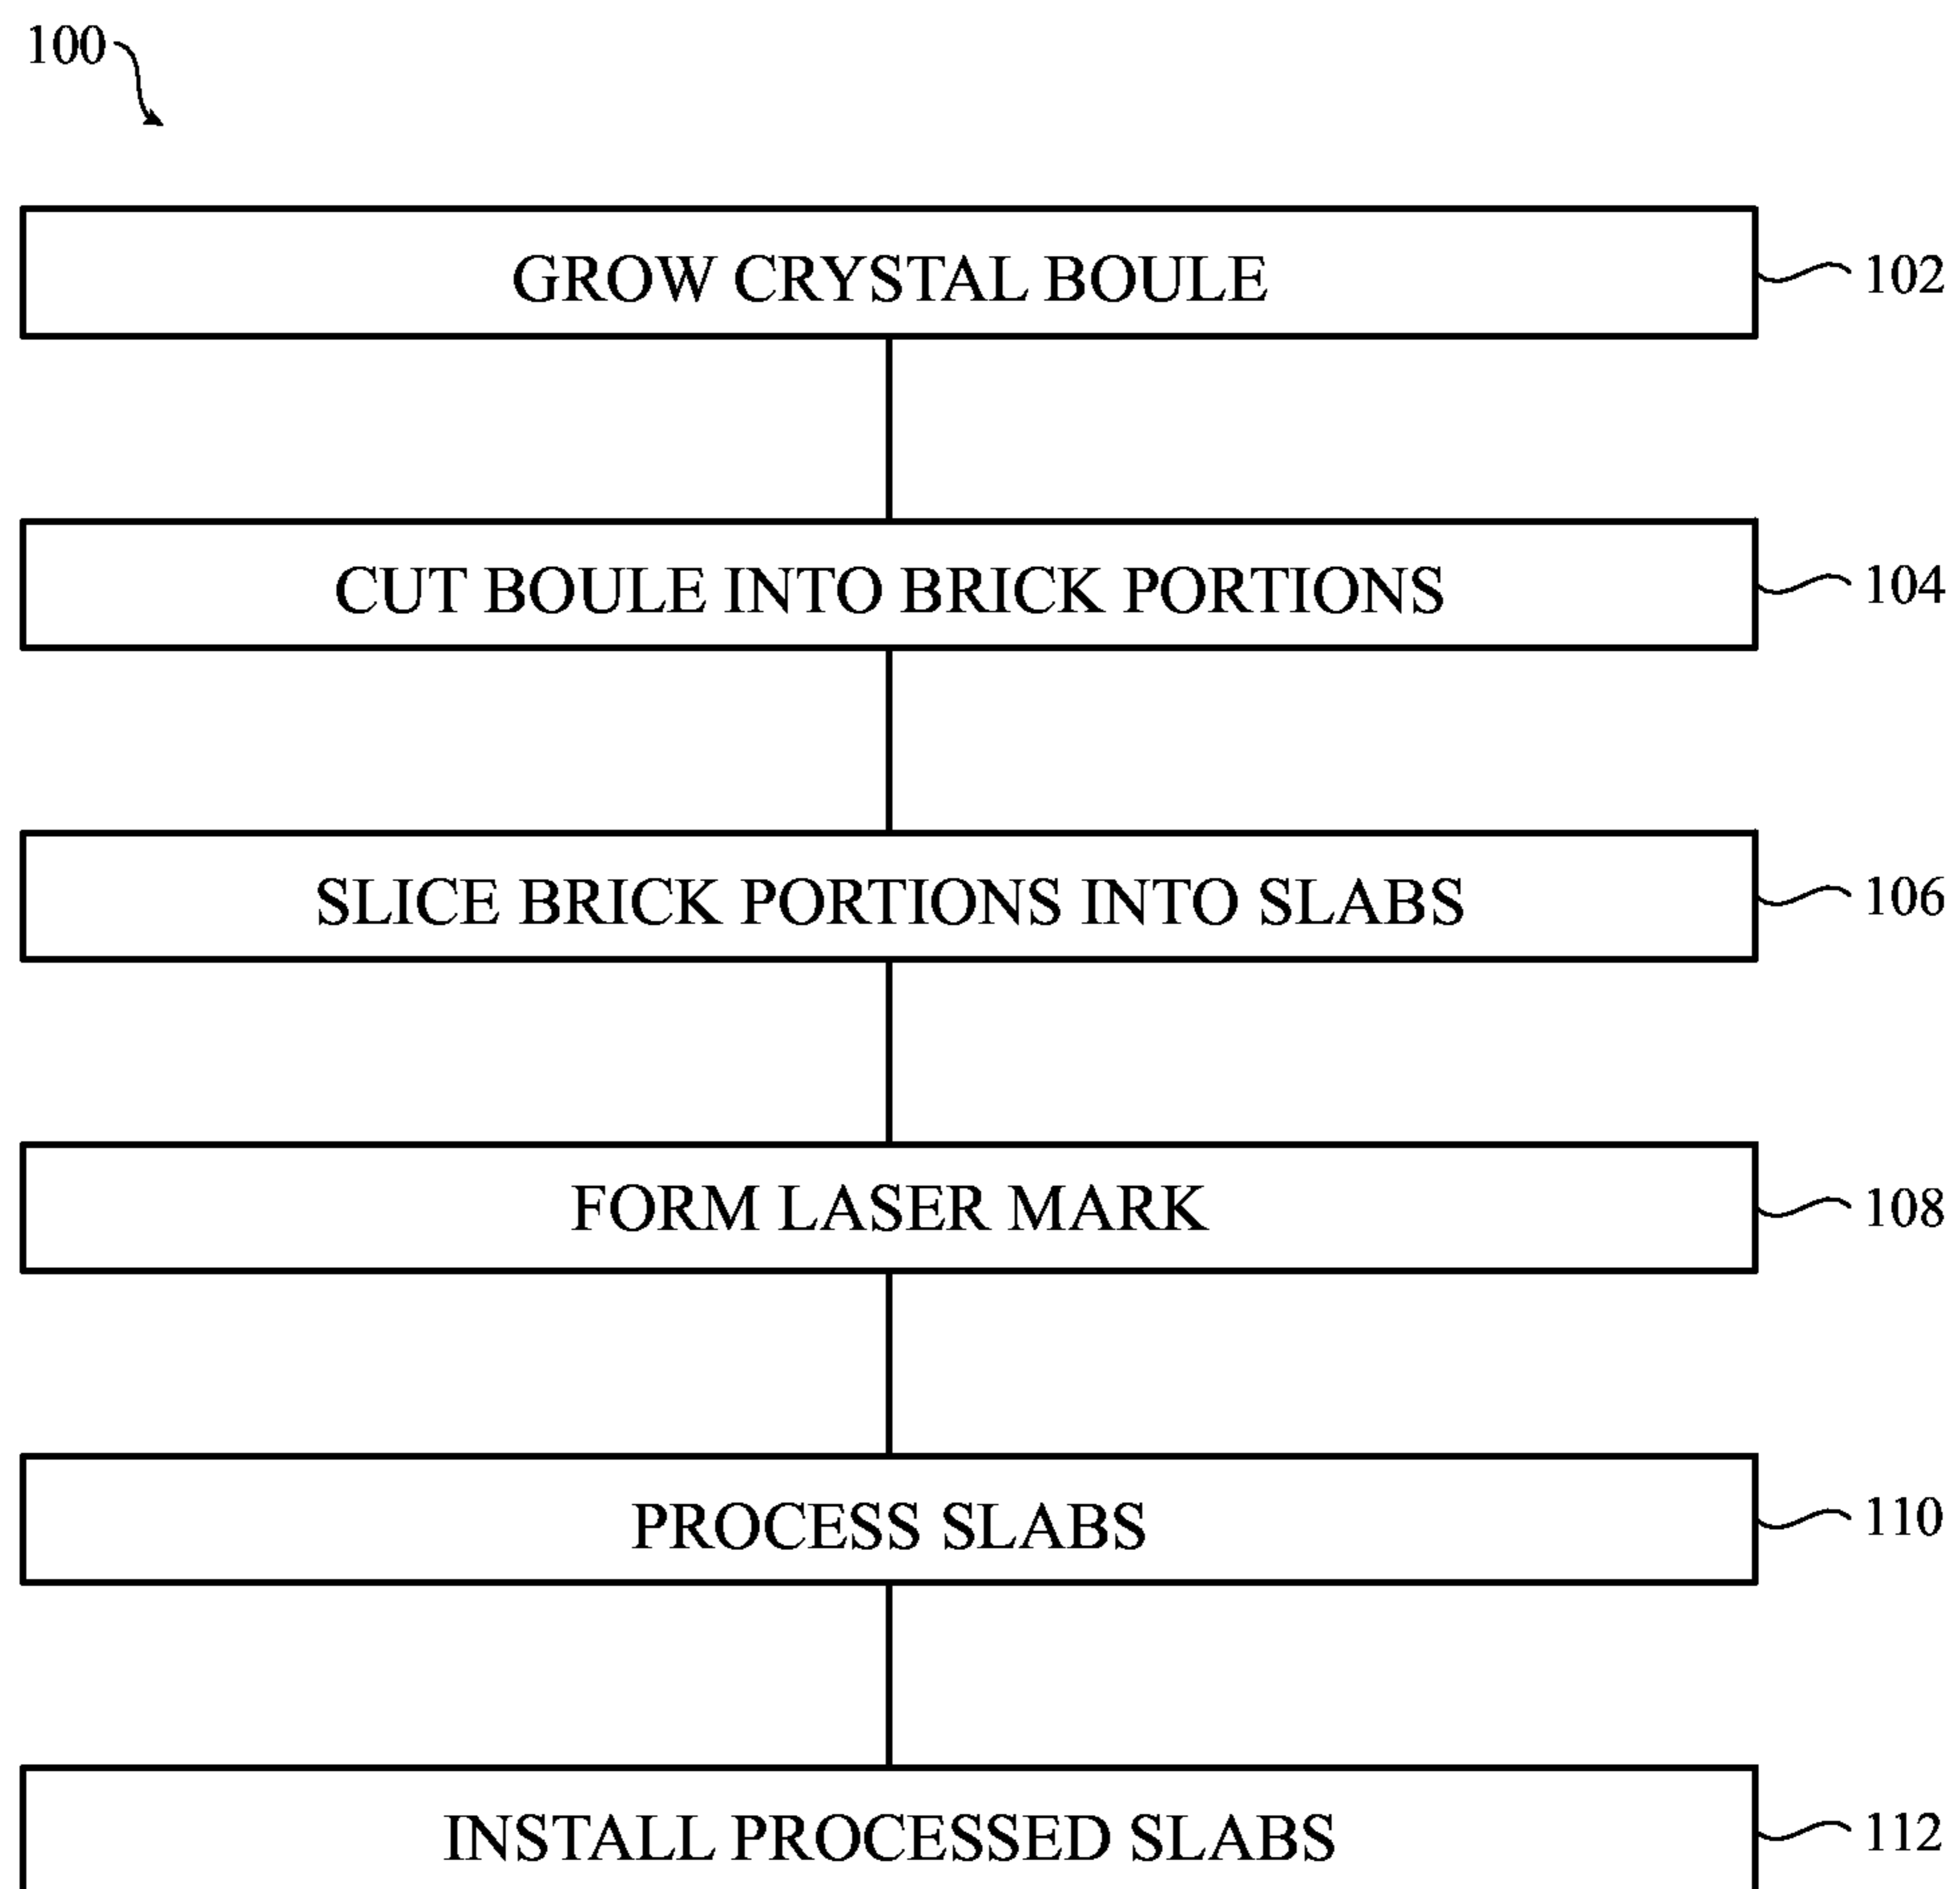 100
GROW CRYSTAL BOULE 102
CUT BOULE INTO BRICK PORTIONS 104
SLICE BRICK PORTIONS INTO SLABS 106
FORM LASER MARK 108
PROCESS SLABS 110
INSTALL PROCESSED SLABS 112